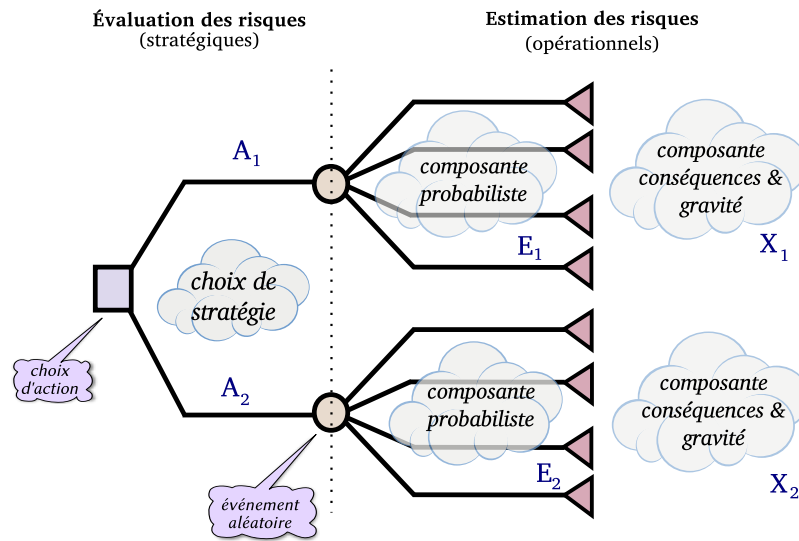 Évaluation des risques
(stratégiques)
Estimation des risques
(opérationnels)
A1
composante
probabiliste
composante
conséquences &
gravité
E1
X1
choix de
stratégie
choix
d'action
A2
composante
probabiliste
composante
conséquences &
gravité
E2
X2
événement
aléatoire